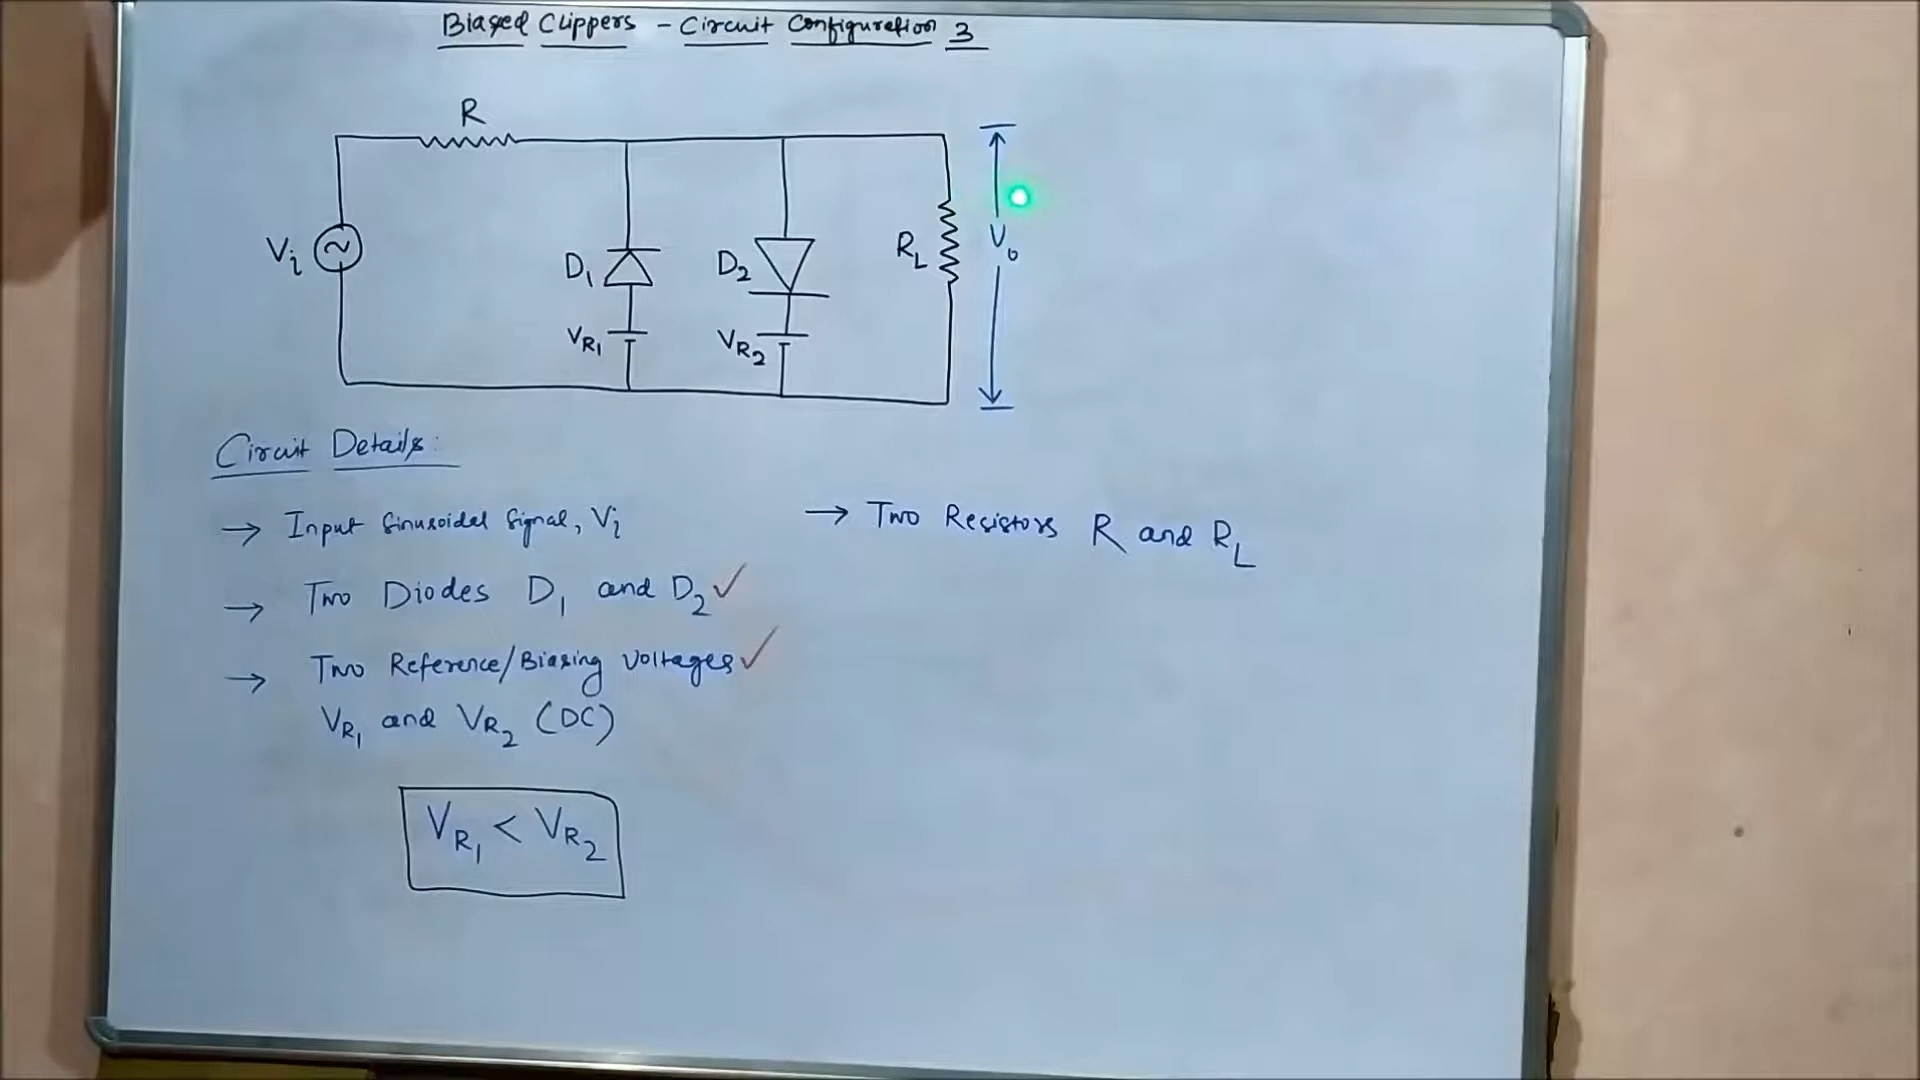 Biased Clippers - Circuit Configuration 3
R
Vi
D1
D2
RL
Vo
VR1
VR2
Circuit Details:
→ Input Sinusoidal Signal, Vi
→ Two Diodes D1 and D2 ✓
→ Two Reference/Biasing Voltages ✓
VR1 and VR2 (DC)
VR1 < VR2
→ Two Resistors R and RL